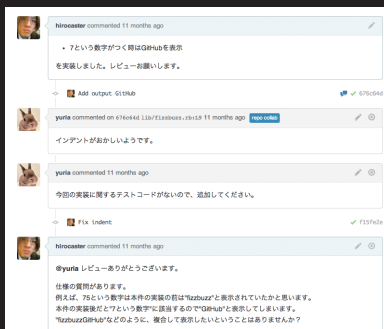 hirocaster commented 11 months ago
• 7という数字がつく時はGitHubを表示
を実装しました。レビューお願いします。
Add output GitHub 676c64d
yuria commented on 676c64d lib/fizzbuzz.rb:L9 11 months ago repo collab
インデントがおかしいようです。
yuria commented 11 months ago
今回の実装に関するテストコードがないので、追加してください。
Fix indent f15fe2e
hirocaster commented 11 months ago
@yuria レビューありがとうございます。
仕様の質問があります。
例えば、75という数字は本件の実装の前は"fizzbuzz"と表示されていたかと思います。
本件の実装後だと"7という数字"に該当するので"GitHub"と表示してしまいます。
"fizzbuzzGitHub"などのように、複合して表示したいということはありませんか？